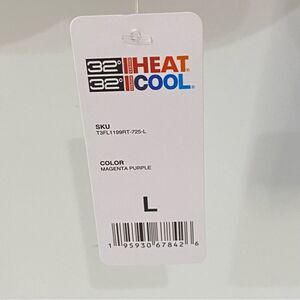 32° HEAT®
32° COOL®
SKU
T3FL1199RT-725-L
COLOR
MAGENTA PURPLE
L
1 95930 67842 6